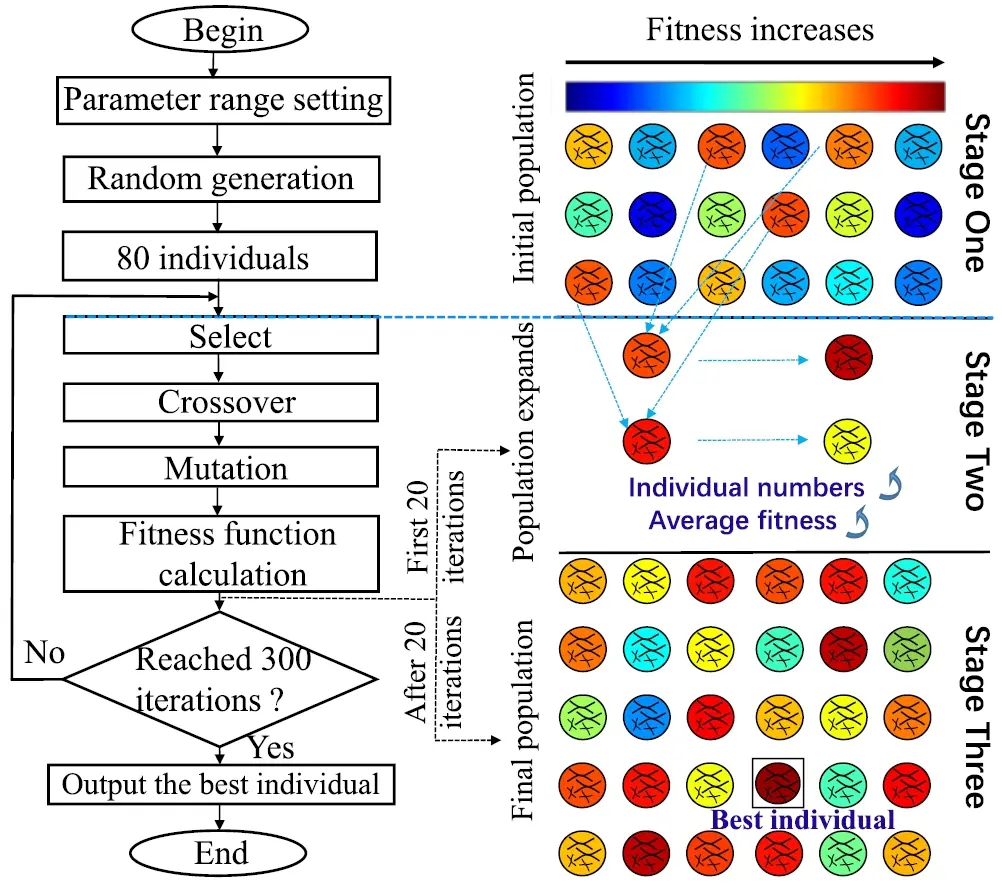 Begin
Parameter range setting
Random generation
80 individuals
Select
Crossover
Mutation
Fitness function
calculation
Reached 300
iterations ?
No
Yes
Output the best individual
End
First 20
iterations
After 20
iterations
Fitness increases
Initial population
Stage One
Population expands
Individual numbers
Average fitness
Stage Two
Final population
Best individual
Stage Three